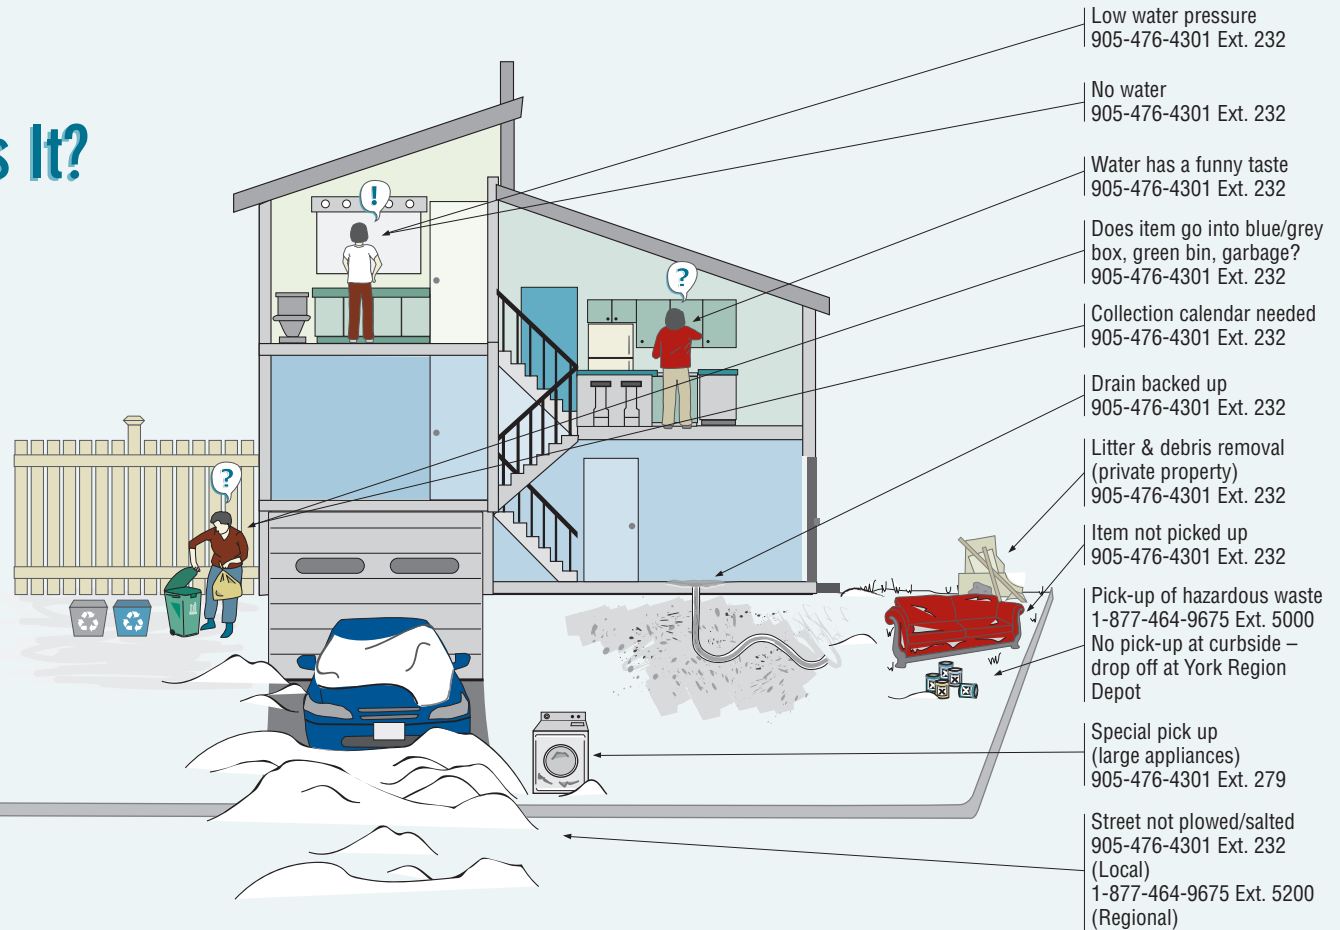 s It?
Low water pressure
905-476-4301 Ext. 232
No water
905-476-4301 Ext. 232
Water has a funny taste
905-476-4301 Ext. 232
Does item go into blue/grey
box, green bin, garbage?
905-476-4301 Ext. 232
Collection calendar needed
905-476-4301 Ext. 232
Drain backed up
905-476-4301 Ext. 232
Litter & debris removal
(private property)
905-476-4301 Ext. 232
Item not picked up
905-476-4301 Ext. 232
Pick-up of hazardous waste
1-877-464-9675 Ext. 5000
No pick-up at curbside –
drop off at York Region
Depot
Special pick up
(large appliances)
905-476-4301 Ext. 279
Street not plowed/salted
905-476-4301 Ext. 232
(Local)
1-877-464-9675 Ext. 5200
(Regional)
!
?
?